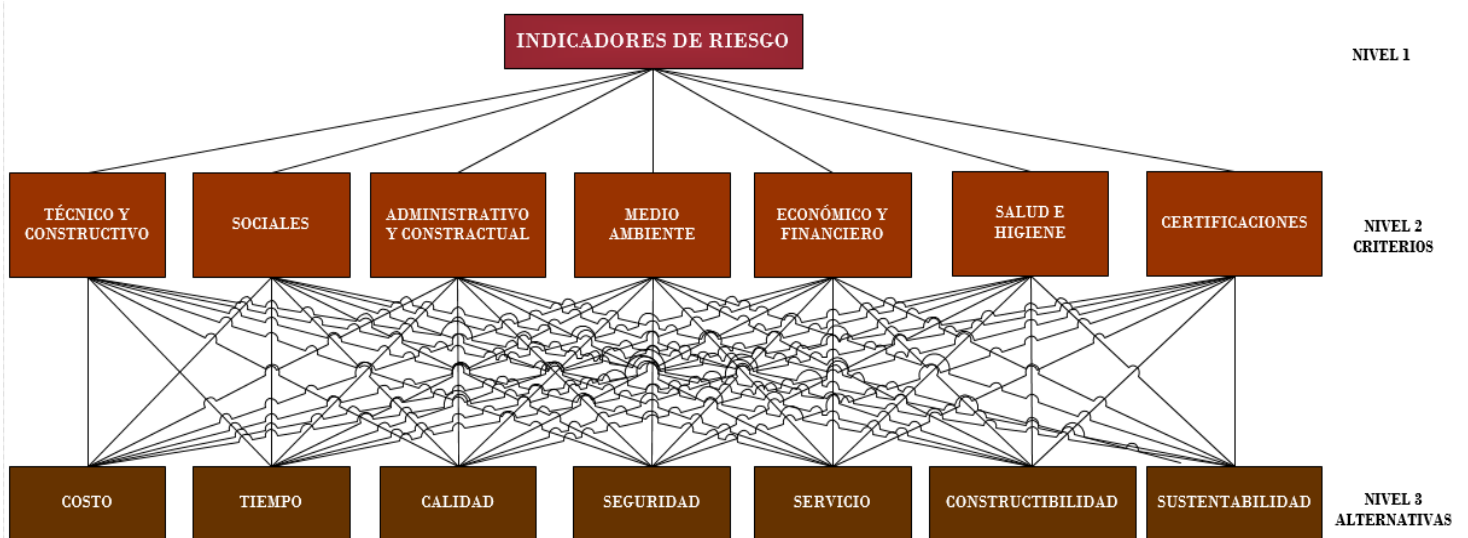 INDICADORES DE RIESGO
NIVEL 1
TÉCNICO Y
CONSTRUCTIVO
SOCIALES
ADMINISTRATIVO
Y CONSTRACTUAL
MEDIO
AMBIENTE
ECONÓMICO Y
FINANCIERO
SALUD E
HIGIENE
CERTIFICACIONES
NIVEL 2
CRITERIOS
COSTO
TIEMPO
CALIDAD
SEGURIDAD
SERVICIO
CONSTRUCTIBILIDAD
SUSTENTABILIDAD
NIVEL 3
ALTERNATIVAS